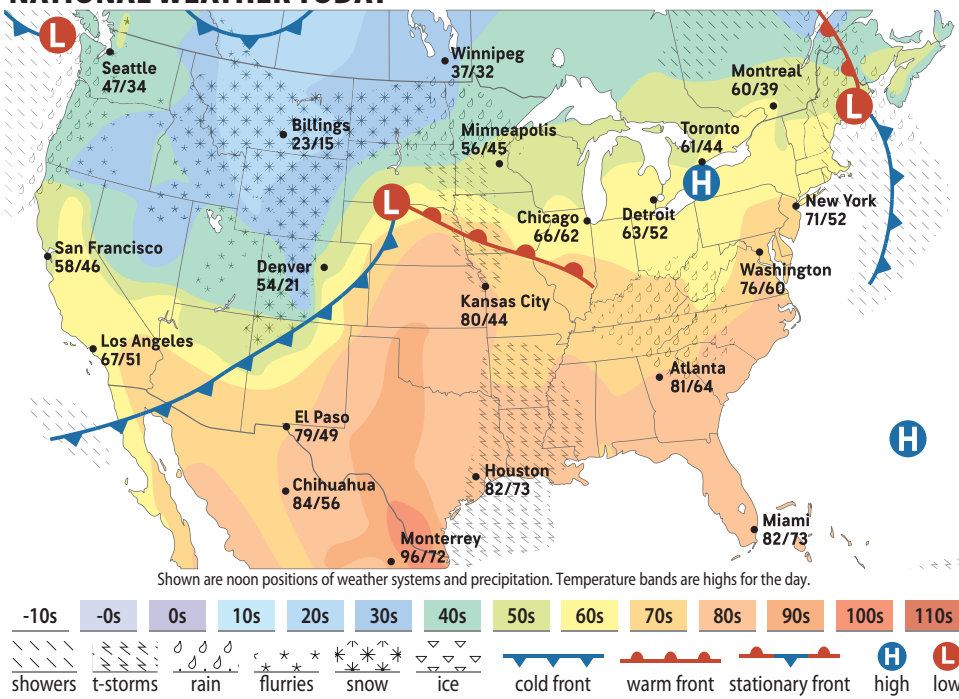 NATIONAL WEATHER TODAY
L
Seattle
47/34
Winnipeg
37/32
Montreal
60/39
L
Billings
23/15
Minneapolis
56/45
Toronto
61/44
H
L
New York
71/52
Chicago
66/62
Detroit
63/52
San Francisco
58/46
Denver
54/21
Washington
76/60
Kansas City
80/44
Los Angeles
67/51
Atlanta
81/64
El Paso
79/49
H
Houston
82/73
Chihuahua
84/56
Miami
82/73
Monterrey
96/72
Shown are noon positions of weather systems and precipitation. Temperature bands are highs for the day.
-10s -0s 0s 10s 20s 30s 40s 50s 60s 70s 80s 90s 100s 110s
H L
showers t-storms rain flurries snow ice cold front warm front stationary front high low